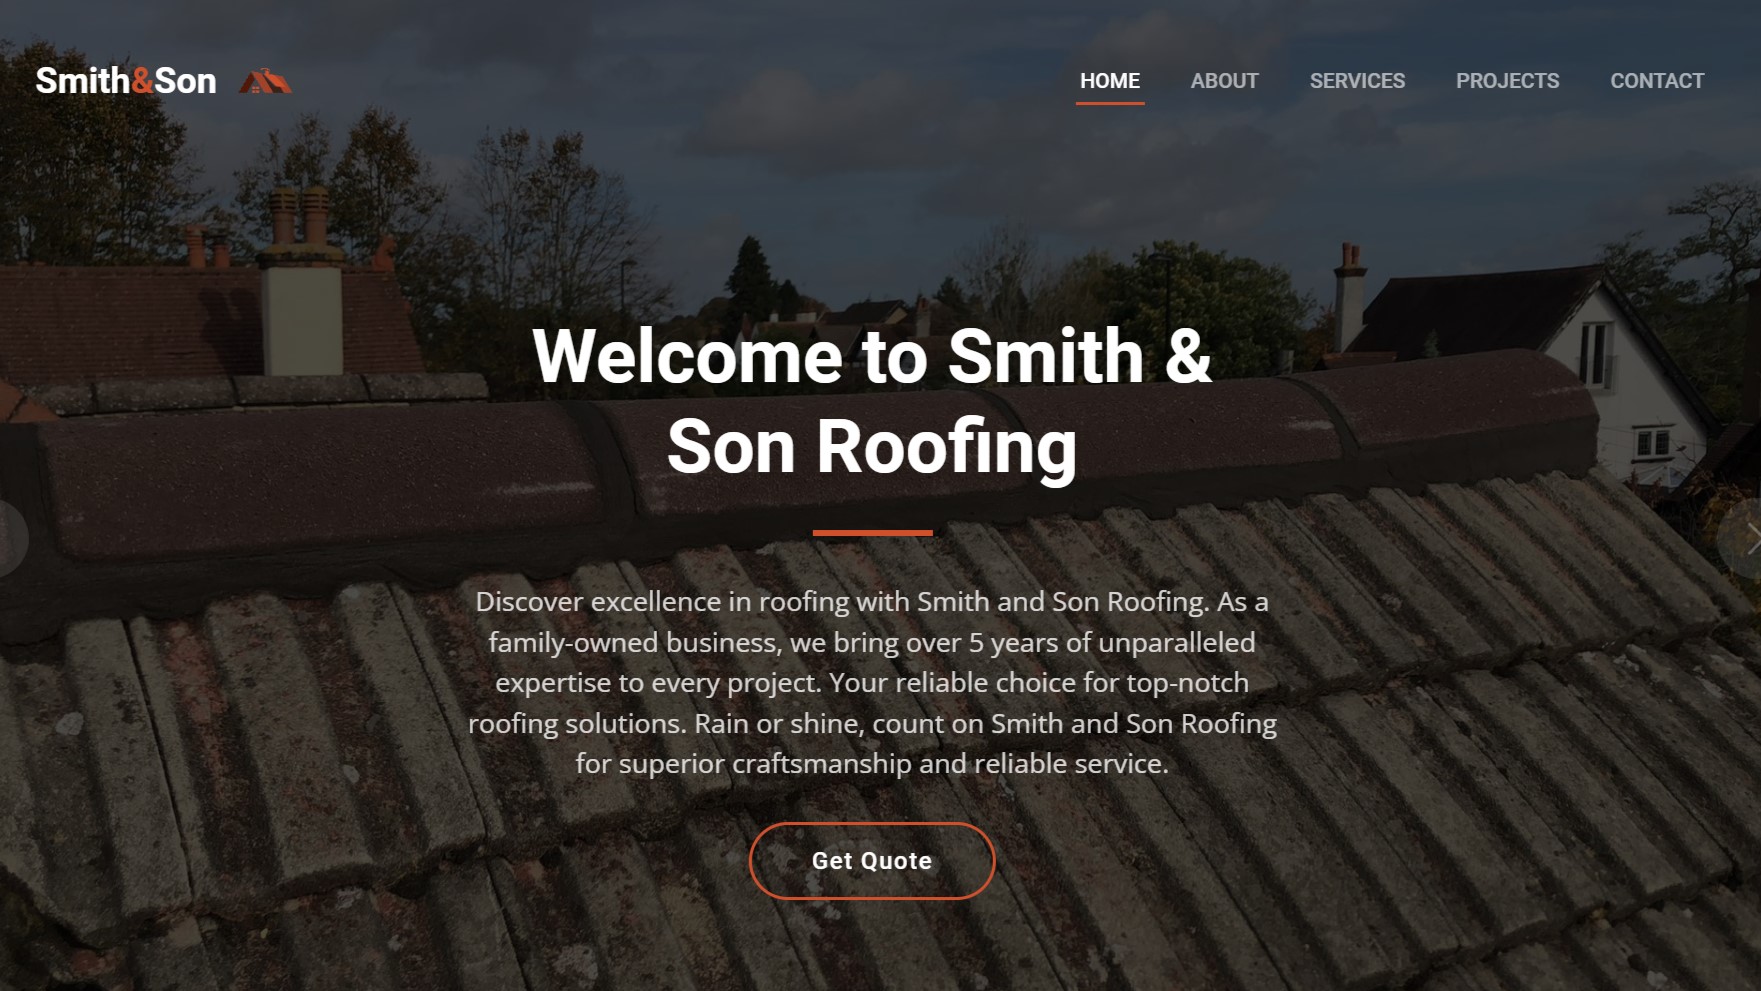 Smith&Son
HOME
ABOUT
SERVICES
PROJECTS
CONTACT
Welcome to Smith &
Son Roofing
Discover excellence in roofing with Smith and Son Roofing. As a
family-owned business, we bring over 5 years of unparalleled
expertise to every project. Your reliable choice for top-notch
roofing solutions. Rain or shine, count on Smith and Son Roofing
for superior craftsmanship and reliable service.
Get Quote